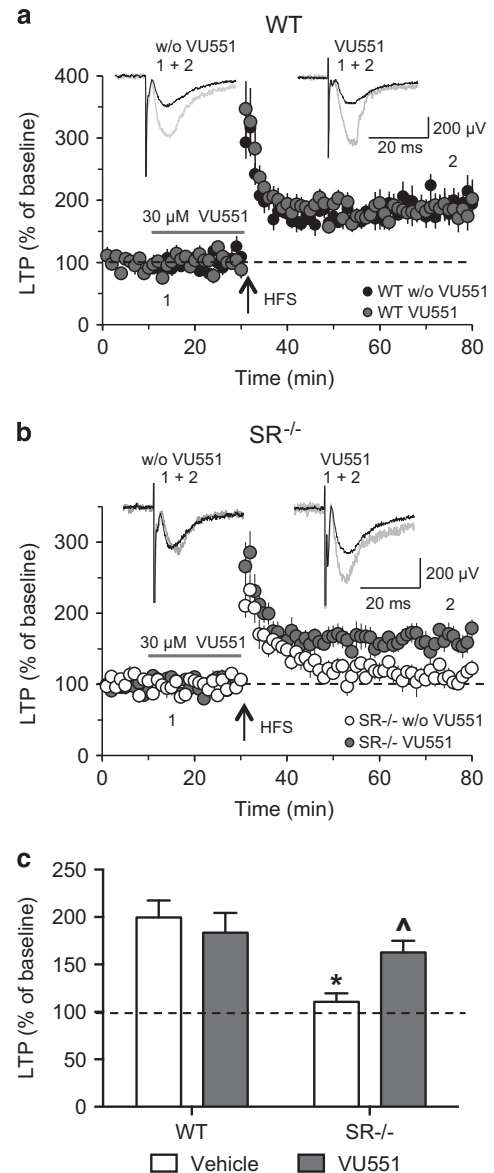 a
WT
w/o VU551
1 + 2
VU551
1 + 2
200 µV
20 ms
2
400
300
200
100
0
LTP (% of baseline)
30 µM VU551
1
HFS
WT w/o VU551
WT VU551
0
20
40
60
80
Time (min)
b
SR-/-
w/o VU551
1 + 2
VU551
1 + 2
200 µV
20 ms
2
300
200
100
0
LTP (% of baseline)
30 µM VU551
1
HFS
SR-/- w/o VU551
SR-/- VU551
0
20
40
60
80
Time (min)
c
250
200
150
100
50
0
LTP (% of baseline)
*
^
WT
SR-/-
Vehicle
VU551